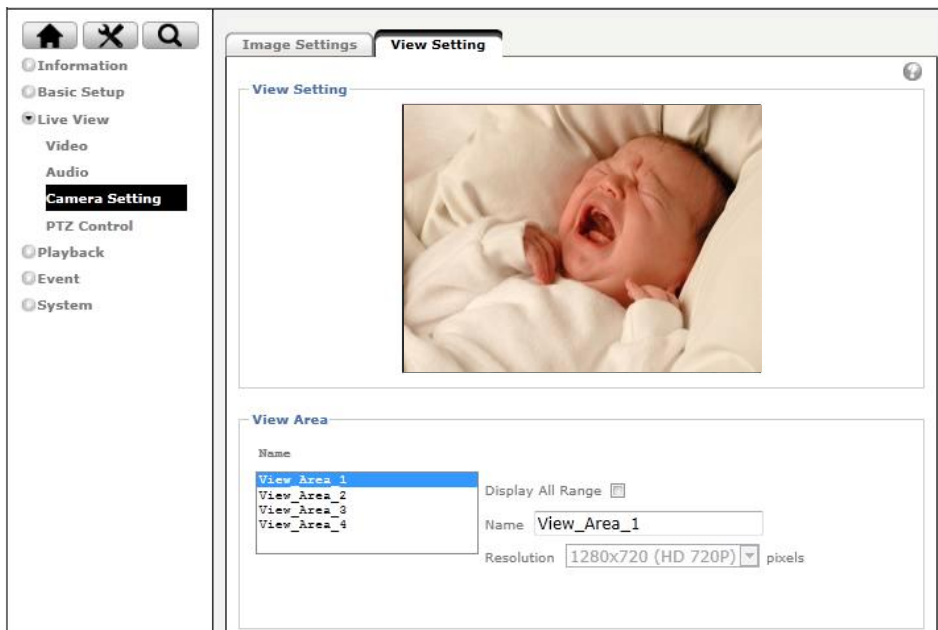 Information
Basic Setup
Live View
Video
Audio
Camera Setting
PTZ Control
Playback
Event
System
Image Settings
View Setting
View Setting
View Area
Name
View_Area_1
View_Area_2
View_Area_3
View_Area_4
Display All Range
Name View_Area_1
Resolution 1280x720 (HD 720P) pixels